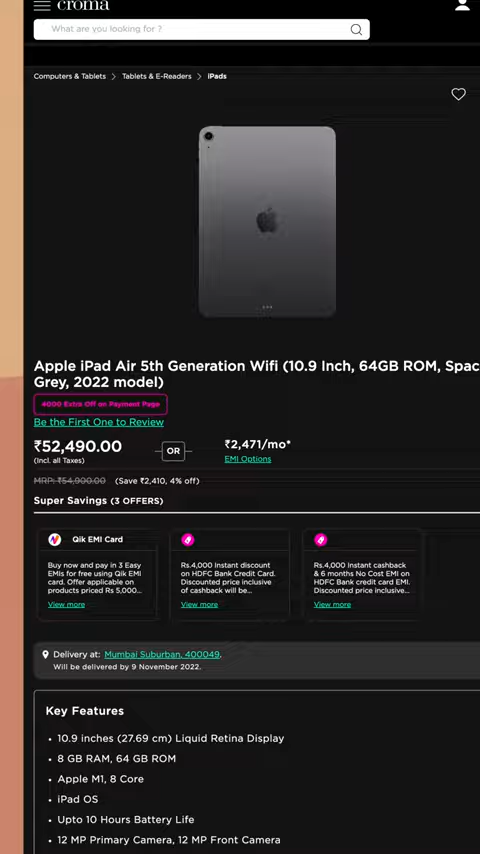 croma
What are you looking for ?
Computers & Tablets > Tablets & E-Readers > iPads
Apple iPad Air 5th Generation Wifi (10.9 Inch, 64GB ROM, Spac
Grey, 2022 model)
4000 Extra Off on Payment Page
Be the First One to Review
₹52,490.00
(Incl. all Taxes)
OR
₹2,471/mo*
EMI Options
MRP: ₹54,900.00 (Save ₹2,410, 4% off)
Super Savings (3 OFFERS)
Qik EMI Card
Buy now and pay in 3 Easy
EMIs for free using Qik EMI
card. Offer applicable on
products priced Rs 5,000...
View more
Rs.4,000 Instant discount
on HDFC Bank Credit Card.
Discounted price inclusive
of cashback will be...
View more
Rs.4,000 Instant cashback
& 6 months No Cost EMI on
HDFC Bank credit card EMI.
Discounted price inclusive...
View more
Delivery at: Mumbai Suburban, 400049.
Will be delivered by 9 November 2022.
Key Features
• 10.9 inches (27.69 cm) Liquid Retina Display
• 8 GB RAM, 64 GB ROM
• Apple M1, 8 Core
• iPad OS
• Upto 10 Hours Battery Life
• 12 MP Primary Camera, 12 MP Front Camera